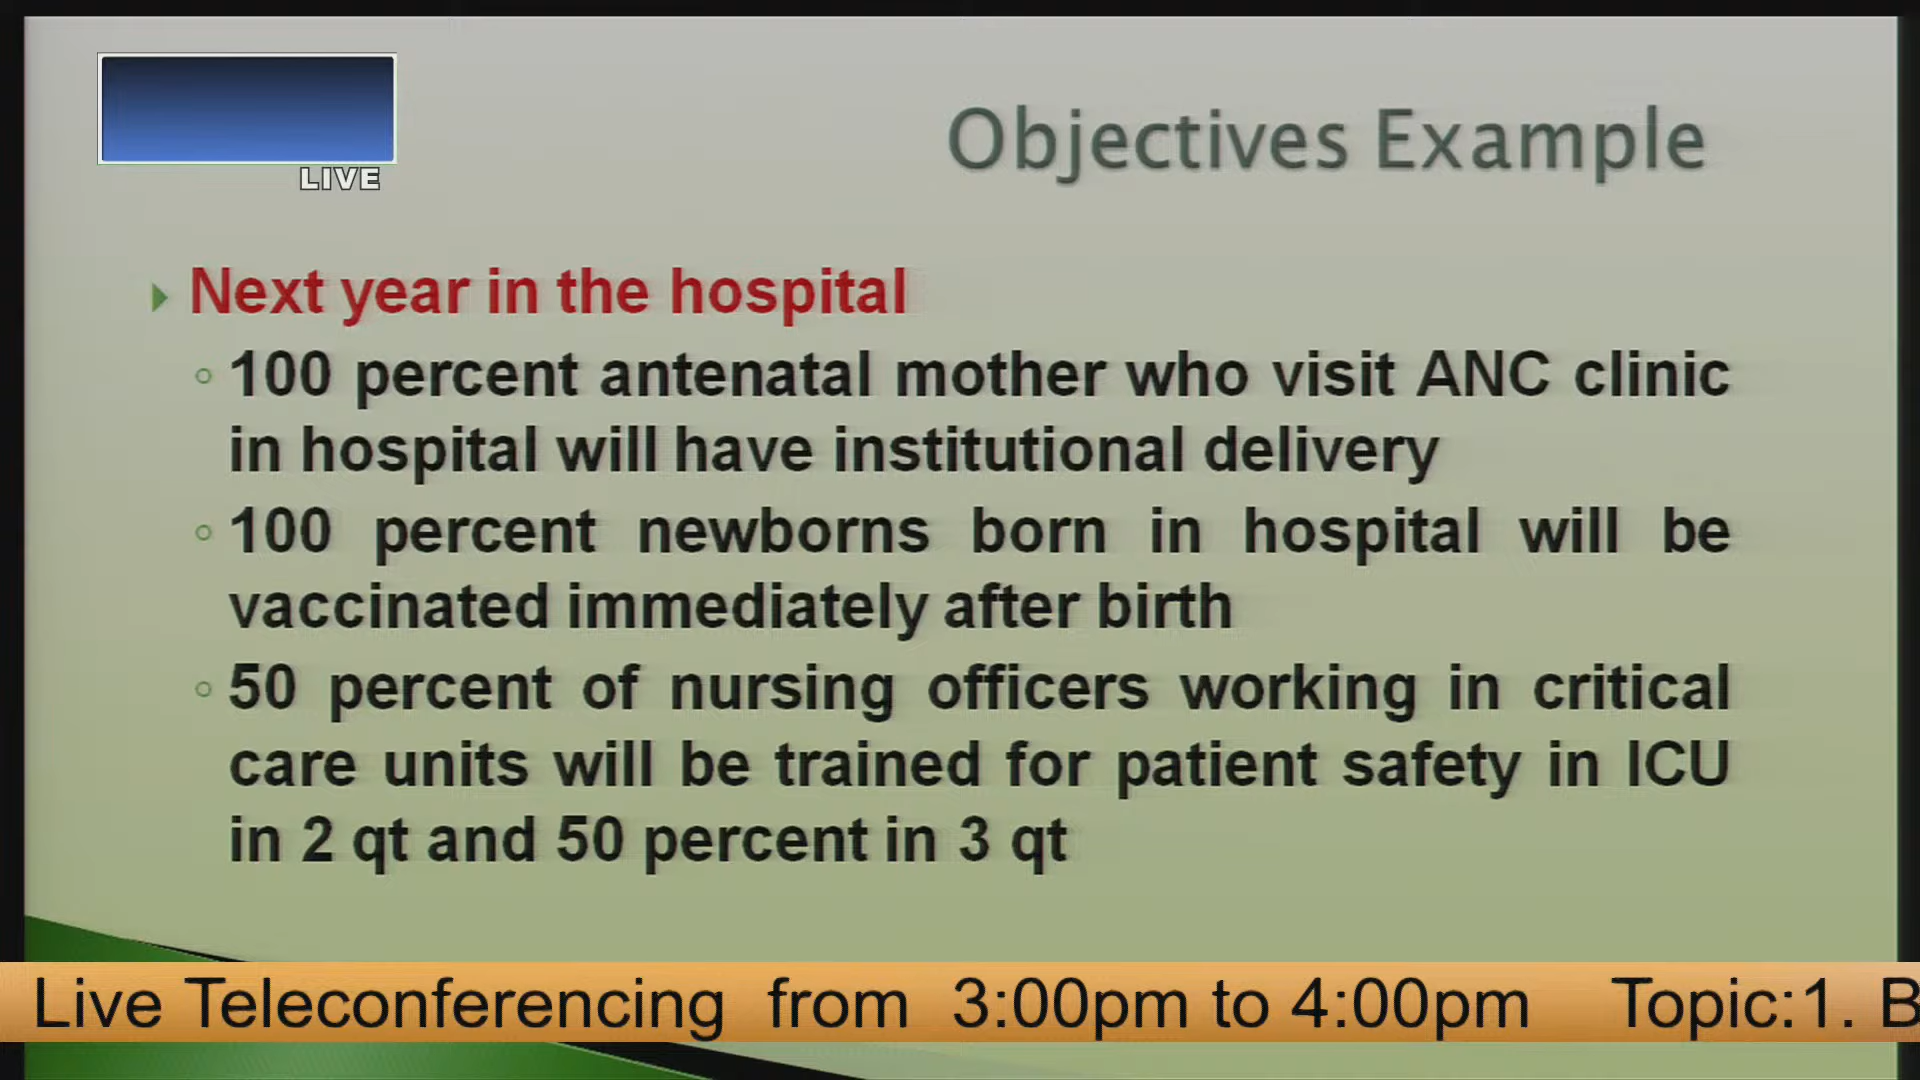 LIVE
Objectives Example
Next year in the hospital
100 percent antenatal mother who visit ANC clinic
in hospital will have institutional delivery
100 percent newborns born in hospital will be
vaccinated immediately after birth
50 percent of nursing officers working in critical
care units will be trained for patient safety in ICU
in 2 qt and 50 percent in 3 qt
Live Teleconferencing from 3:00pm to 4:00pm Topic:1. B